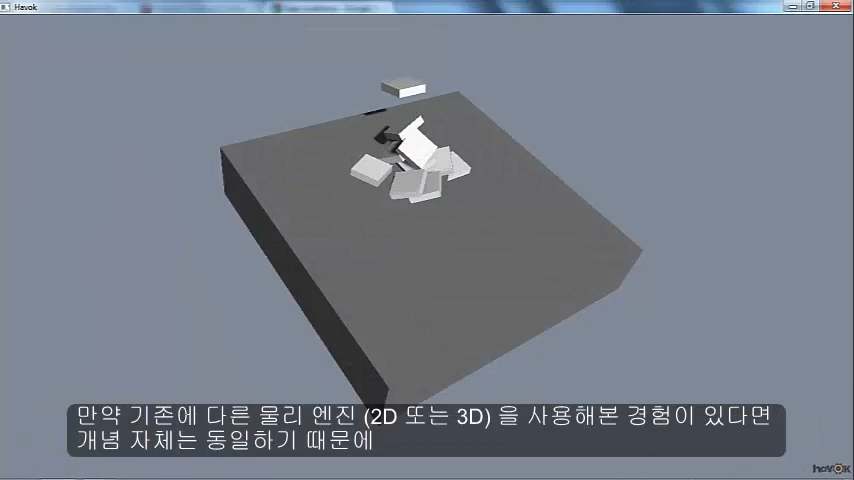 Havok
만약 기존에 다른 물리 엔진 (2D 또는 3D) 을 사용해본 경험이 있다면
개념 자체는 동일하기 때문에
havok